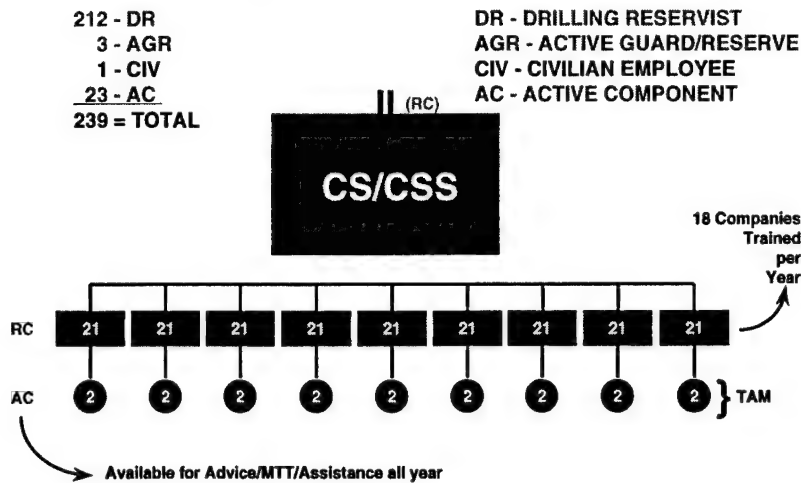 212 - DR
3 - AGR
1 - CIV
23 - AC
239 = TOTAL
DR - DRILLING RESERVIST
AGR - ACTIVE GUARD/RESERVE
CIV - CIVILIAN EMPLOYEE
AC - ACTIVE COMPONENT
(RC)
CS/CSS
18 Companies
Trained
per
Year
RC 21 21 21 21 21 21 21 21 21
AC 2 2 2 2 2 2 2 2 2 } TAM
Available for Advice/MTT/Assistance all year